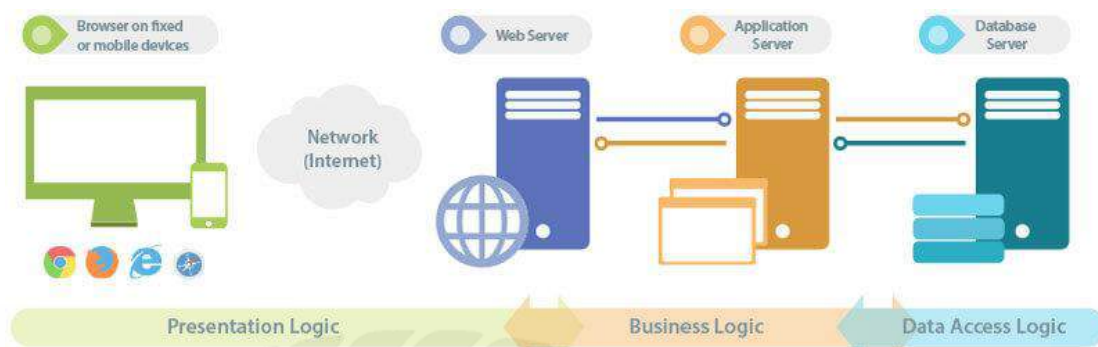 Browser on fixed
or mobile devices
Web Server
Application
Server
Database
Server
Network
(Internet)
Presentation Logic
Business Logic
Data Access Logic